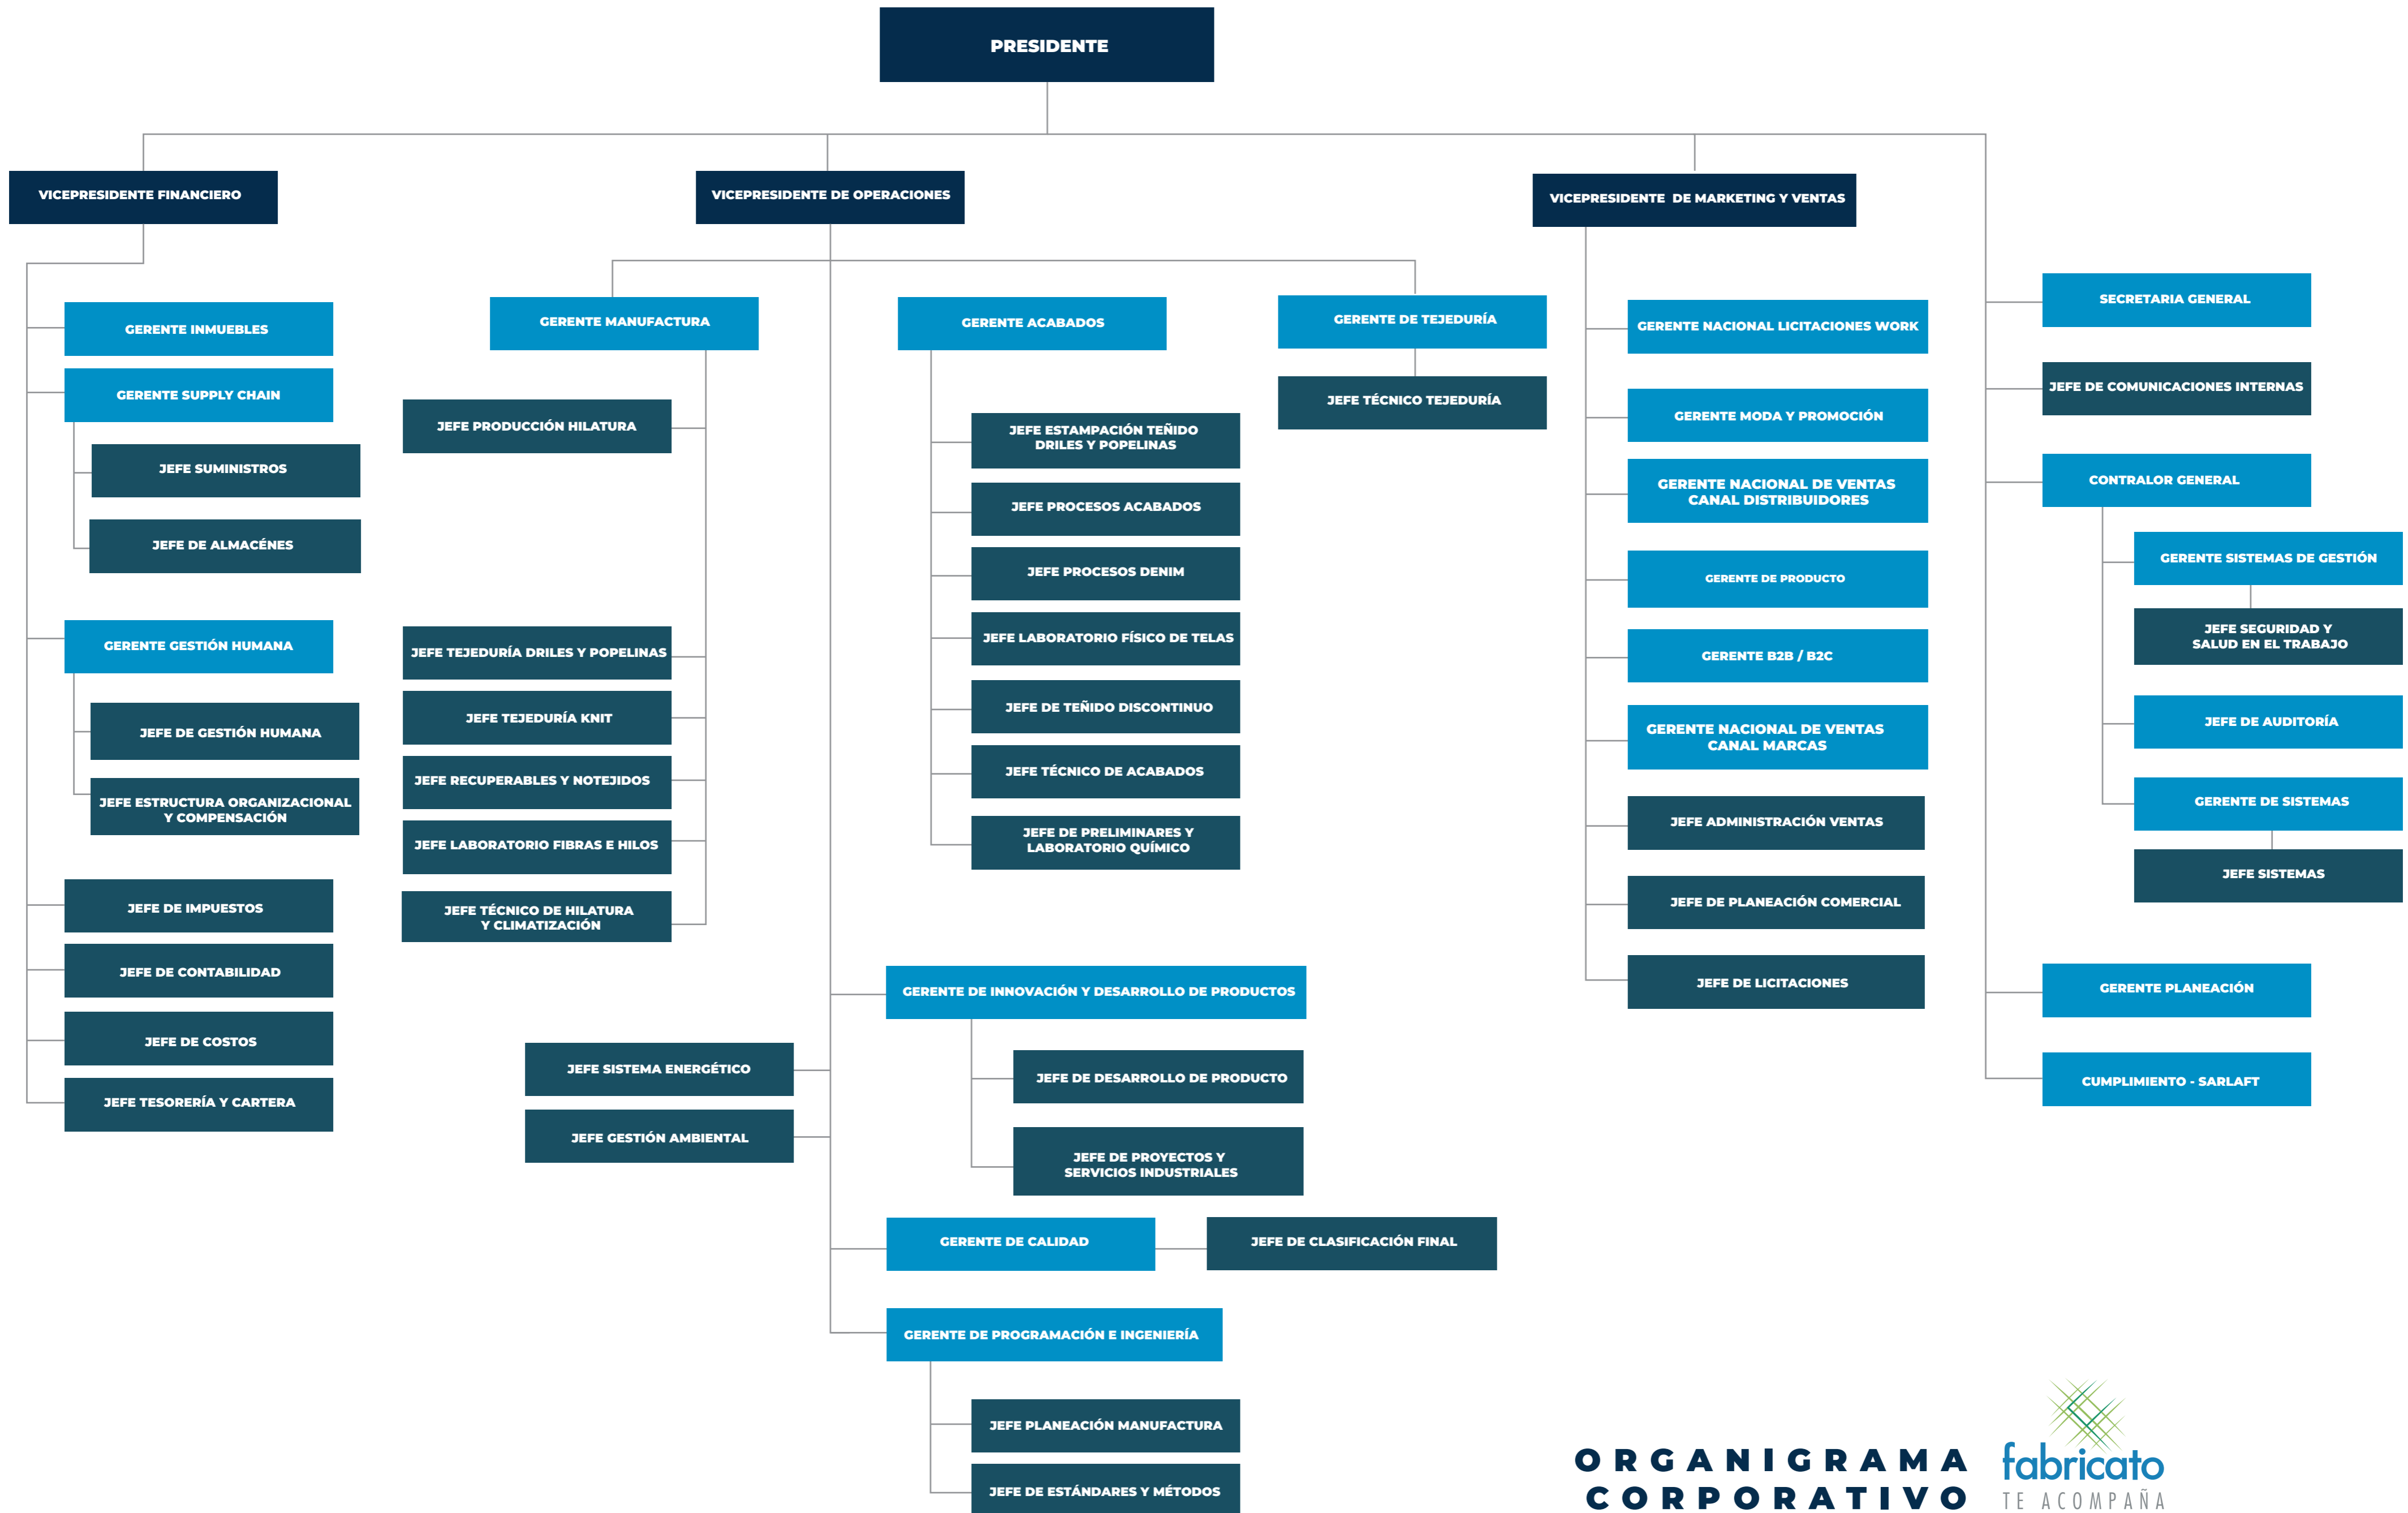 PRESIDENTE
VICEPRESIDENTE FINANCIERO
GERENTE INMUEBLES
GERENTE SUPPLY CHAIN
JEFE SUMINISTROS
JEFE DE ALMACÉNES
GERENTE GESTIÓN HUMANA
JEFE DE GESTIÓN HUMANA
JEFE ESTRUCTURA ORGANIZACIONAL
Y COMPENSACIÓN
JEFE DE IMPUESTOS
JEFE DE CONTABILIDAD
JEFE DE COSTOS
JEFE TESORERÍA Y CARTERA
VICEPRESIDENTE DE OPERACIONES
GERENTE MANUFACTURA
JEFE PRODUCCIÓN HILATURA
JEFE TEJEDURÍA DRILES Y POPELINAS
JEFE TEJEDURÍA KNIT
JEFE RECUPERABLES Y NOTEJIDOS
JEFE LABORATORIO FIBRAS E HILOS
JEFE TÉCNICO DE HILATURA
Y CLIMATIZACIÓN
GERENTE ACABADOS
JEFE ESTAMPACIÓN TEÑIDO
DRILES Y POPELINAS
JEFE PROCESOS ACABADOS
JEFE PROCESOS DENIM
JEFE LABORATORIO FÍSICO DE TELAS
JEFE DE TEÑIDO DISCONTINUO
JEFE TÉCNICO DE ACABADOS
JEFE DE PRELIMINARES Y
LABORATORIO QUÍMICO
GERENTE DE TEJEDURÍA
JEFE TÉCNICO TEJEDURÍA
JEFE SISTEMA ENERGÉTICO
JEFE GESTIÓN AMBIENTAL
GERENTE DE INNOVACIÓN Y DESARROLLO DE PRODUCTOS
JEFE DE DESARROLLO DE PRODUCTO
JEFE DE PROYECTOS Y
SERVICIOS INDUSTRIALES
GERENTE DE CALIDAD
JEFE DE CLASIFICACIÓN FINAL
GERENTE DE PROGRAMACIÓN E INGENIERÍA
JEFE PLANEACIÓN MANUFACTURA
JEFE DE ESTÁNDARES Y MÉTODOS
VICEPRESIDENTE DE MARKETING Y VENTAS
GERENTE NACIONAL LICITACIONES WORK
GERENTE MODA Y PROMOCIÓN
GERENTE NACIONAL DE VENTAS
CANAL DISTRIBUIDORES
GERENTE DE PRODUCTO
GERENTE B2B / B2C
GERENTE NACIONAL DE VENTAS
CANAL MARCAS
JEFE ADMINISTRACIÓN VENTAS
JEFE DE PLANEACIÓN COMERCIAL
JEFE DE LICITACIONES
SECRETARIA GENERAL
JEFE DE COMUNICACIONES INTERNAS
CONTRALOR GENERAL
GERENTE SISTEMAS DE GESTIÓN
JEFE SEGURIDAD Y
SALUD EN EL TRABAJO
JEFE DE AUDITORÍA
GERENTE DE SISTEMAS
JEFE SISTEMAS
GERENTE PLANEACIÓN
CUMPLIMIENTO - SARLAFT
ORGANIGRAMA
CORPORATIVO
fabricato
TE ACOMPAÑA